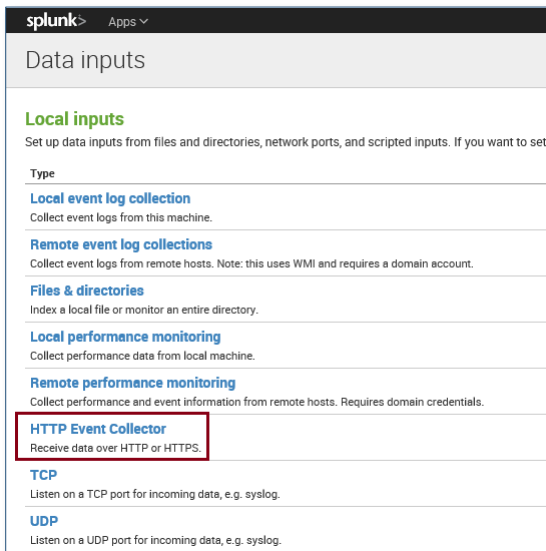 splunk> Apps
Data inputs
Local inputs
Set up data inputs from files and directories, network ports, and scripted inputs. If you want to set
Type
Local event log collection
Collect event logs from this machine.
Remote event log collections
Collect event logs from remote hosts. Note: this uses WMI and requires a domain account.
Files & directories
Index a local file or monitor an entire directory.
Local performance monitoring
Collect performance data from local machine.
Remote performance monitoring
Collect performance and event information from remote hosts. Requires domain credentials.
HTTP Event Collector
Receive data over HTTP or HTTPS.
TCP
Listen on a TCP port for incoming data, e.g. syslog.
UDP
Listen on a UDP port for incoming data, e.g. syslog.